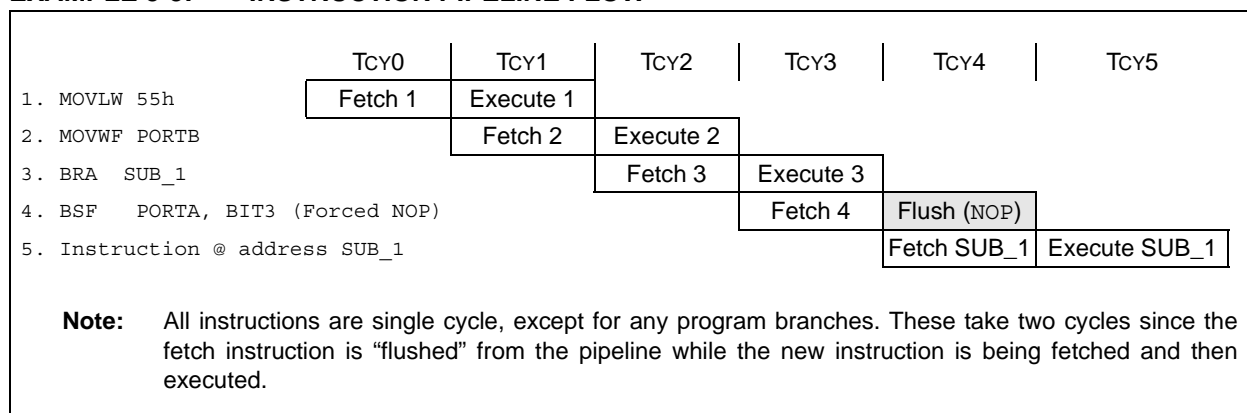 TCY0 TCY1 TCY2 TCY3 TCY4 TCY5
1. MOVLW 55h Fetch 1 Execute 1
2. MOVWF PORTB Fetch 2 Execute 2
3. BRA SUB_1 Fetch 3 Execute 3
4. BSF PORTA, BIT3 (Forced NOP) Fetch 4 Flush (NOP)
5. Instruction @ address SUB_1 Fetch SUB_1 Execute SUB_1
Note: All instructions are single cycle, except for any program branches. These take two cycles since the
fetch instruction is “flushed” from the pipeline while the new instruction is being fetched and then
executed.